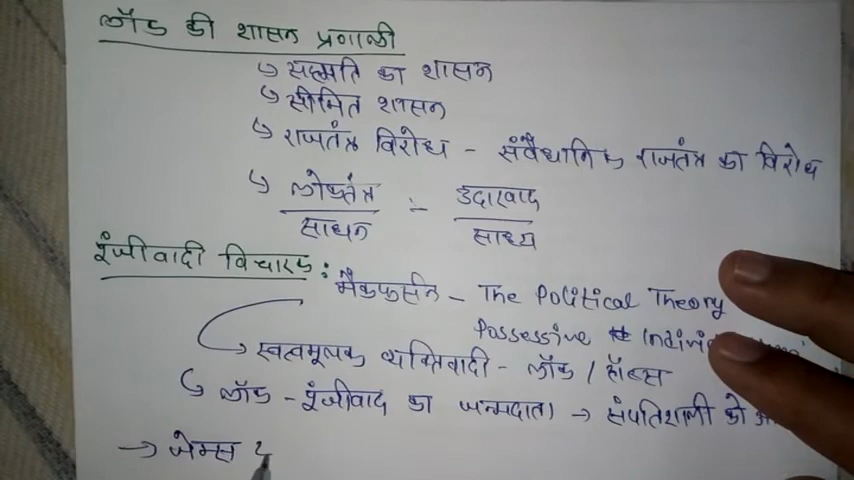 लॉक की शासन प्रणाली
सहमति का शासन
सीमित शासन
राजतंत्र विरोध - संवैधानिक राजतंत्र का विरोध
लोकतंत्र - उदारवाद
साधन साध्य
पूंजीवादी विचारक:
मैकफर्सन - The Political Theory
Possessive
स्वत्वमूलक व्यक्तिवादी - लॉक / हॉब्स
लॉक - पूंजीवाद का जन्मदाता → संपतिशाली को
→ जेम्स